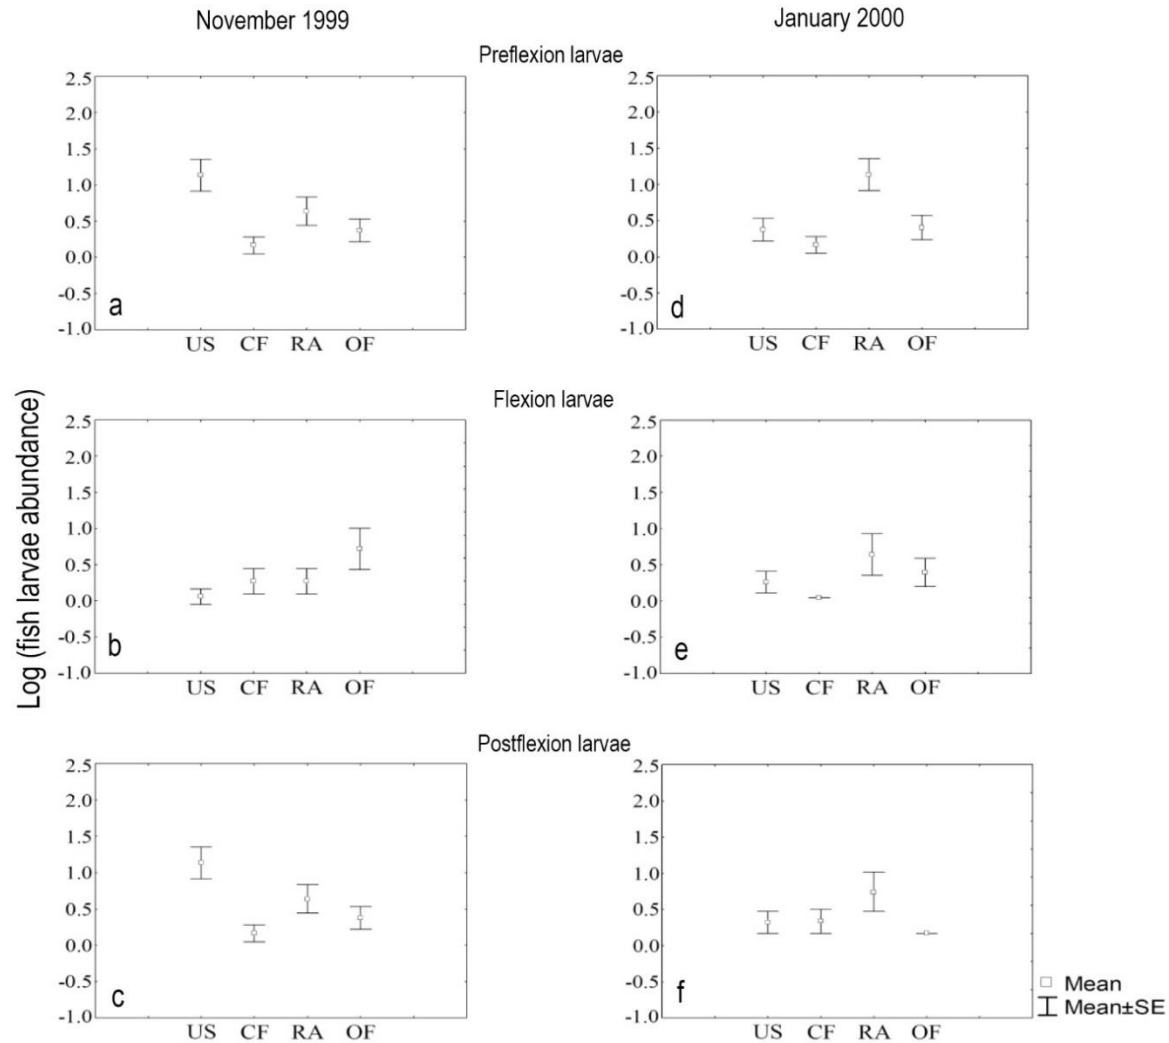 November 1999
January 2000
Preflexion larvae
2.5
2.0
1.5
1.0
0.5
0.0
-0.5
-1.0
a
US CF RA OF
2.5
2.0
1.5
1.0
0.5
0.0
-0.5
-1.0
d
US CF RA OF
Log (fish larvae abundance)
Flexion larvae
2.5
2.0
1.5
1.0
0.5
0.0
-0.5
-1.0
b
US CF RA OF
2.5
2.0
1.5
1.0
0.5
0.0
-0.5
-1.0
e
US CF RA OF
Postflexion larvae
2.5
2.0
1.5
1.0
0.5
0.0
-0.5
-1.0
c
US CF RA OF
2.5
2.0
1.5
1.0
0.5
0.0
-0.5
-1.0
f
US CF RA OF
Mean
Mean±SE